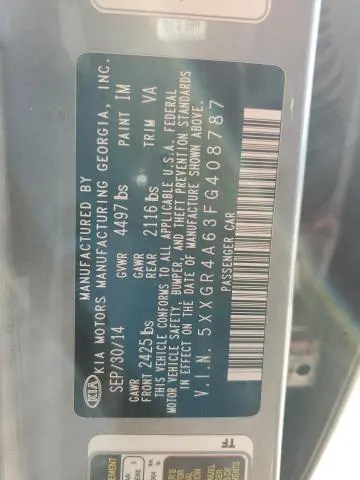 MANUFACTURED BY
KIA MOTORS MANUFACTURING GEORGIA, INC.
KIA
SEP/30/14 GVWR 4497 lbs PAINT IM
GAWR FRONT 2425 lbs GAWR REAR 2116 lbs TRIM VA
THIS VEHICLE CONFORMS TO ALL APPLICABLE U.S.A. FEDERAL
MOTOR VEHICLE SAFETY, BUMPER, AND THEFT PREVENTION STANDARDS
IN EFFECT ON THE DATE OF MANUFACTURE SHOWN ABOVE.
V.I.N. 5XXGR4A63FG408787
PASSENGER CAR